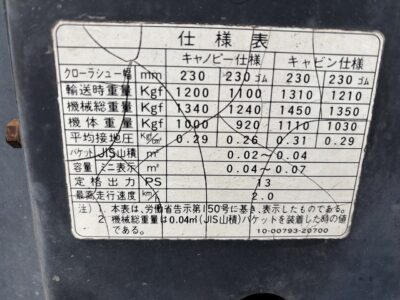 仕様表
キャノピー仕様 キャビン仕様
クローラシュー幅 mm 230 230ゴム 230 230ゴム
輸送時重量 Kgf 1200 1100 1310 1210
機械総重量 Kgf 1340 1240 1450 1350
機体重量 Kgf 1000 920 1110 1030
平均接地圧 Kgf/c㎡ 0.29 0.26 0.31 0.29
バケット JIS山積 m³ 0.02～0.04
容量 ミニ表示 m³ 0.04～0.07
定格出力 PS 13
最高走行速度 Km/h 2.0
注) 1 本表は、労働省告示第150号に基き、表示したものである。
2 機械総重量は0.04m³(JIS山積)バケットを装着した時の値
である。 10-00793-20700